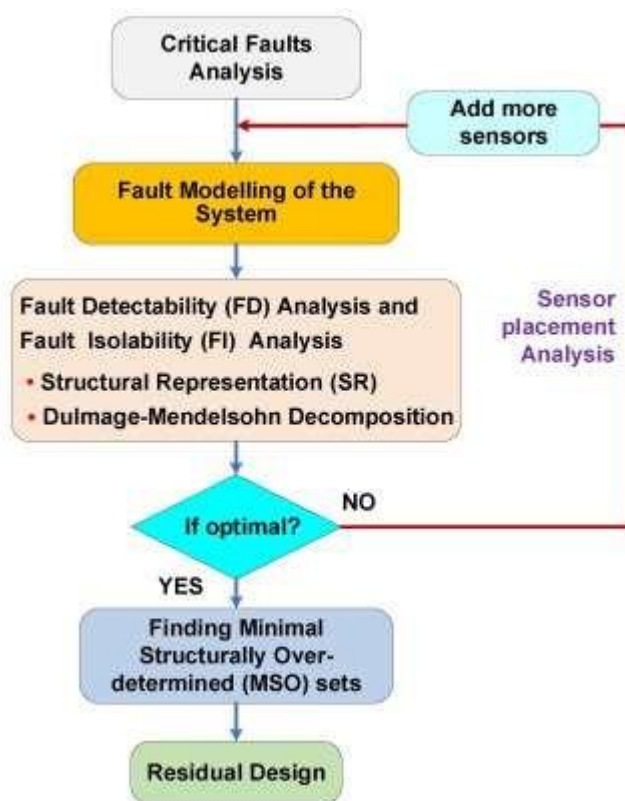 Critical Faults
Analysis
Add more
sensors
Fault Modelling of the
System
Fault Detectability (FD) Analysis and
Fault Isolability (FI) Analysis
• Structural Representation (SR)
• Dulmage-Mendelsohn Decomposition
Sensor
placement
Analysis
If optimal?
NO
YES
Finding Minimal
Structurally Over-
determined (MSO) sets
Residual Design